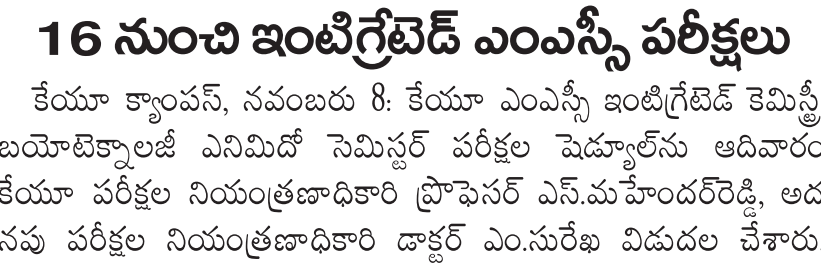 16 నుంచి ఇంటిగ్రేటెడ్ ఎంఎస్సీ పరీక్షలు
కేయూ క్యాంపస్, నవంబరు 8: కేయూ ఎంఎస్సీ ఇంటిగ్రేటెడ్ కెమిస్ట్రీ
బయోటెక్నాలజీ ఎనిమిదో సెమిస్టర్ పరీక్షల షెడ్యూల్‌ను ఆదివారం
కేయూ పరీక్షల నియంత్రణాధికారి ప్రొఫెసర్ ఎస్.మహేందర్‌రెడ్డి, అద
నపు పరీక్షల నియంత్రణాధికారి డాక్టర్ ఎం.సురేఖ విడుదల చేశారు.